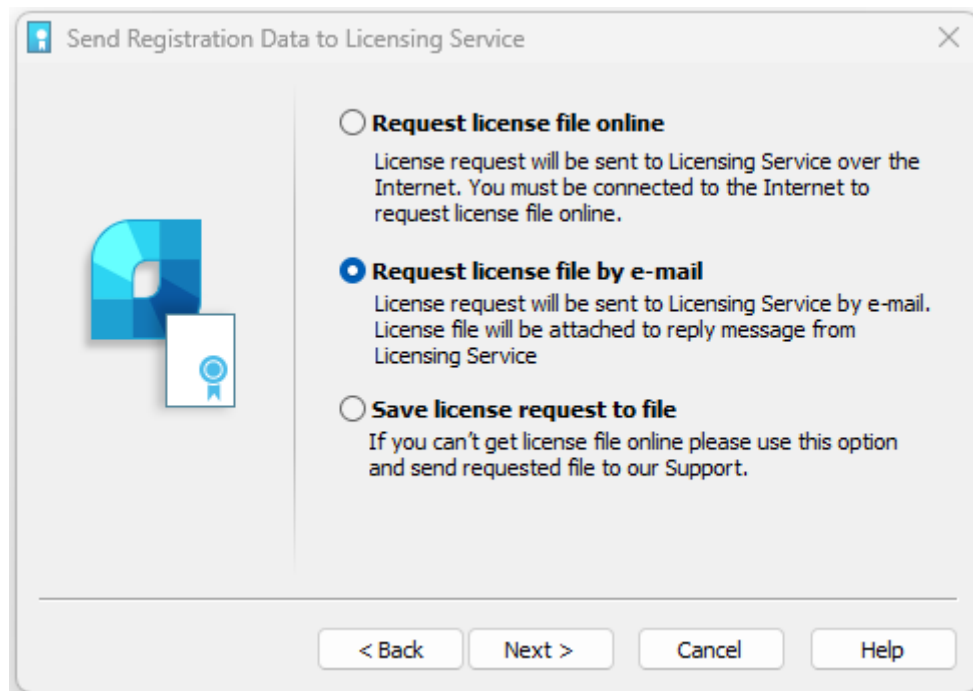 Send Registration Data to Licensing Service
Request license file online
License request will be sent to Licensing Service over the
Internet. You must be connected to the Internet to
request license file online.
Request license file by e-mail
License request will be sent to Licensing Service by e-mail.
License file will be attached to reply message from
Licensing Service
Save license request to file
If you can't get license file online please use this option
and send requested file to our Support.
< Back
Next >
Cancel
Help